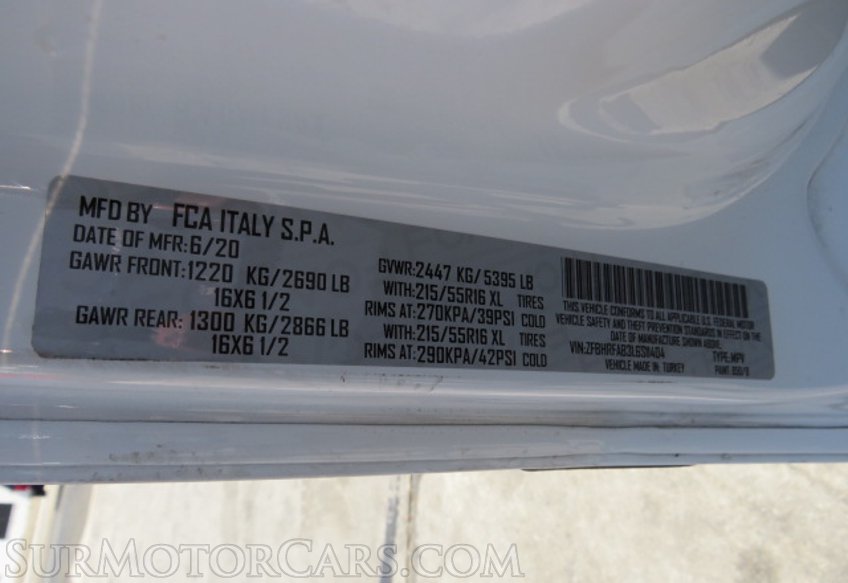 MFD BY FCA ITALY S.P.A.
DATE OF MFR: 6/20
GAWR FRONT: 1220 KG/2690 LB
16X6 1/2
GAWR REAR: 1300 KG/2866 LB
16X6 1/2
GVWR: 2447 KG/ 5395 LB
WITH: 215/55R16 XL TIRES
RIMS AT: 270KPA/39PSI COLD
WITH: 215/55R16 XL TIRES
RIMS AT: 290KPA/42PSI COLD
THIS VEHICLE CONFORMS TO ALL APPLICABLE U.S. FEDERAL MOTOR
VEHICLE SAFETY AND THEFT PREVENTION STANDARDS IN EFFECT ON THE
DATE OF MANUFACTURE SHOWN ABOVE.
VIN: TYPE: MPV
VEHICLE MADE IN: TURKEY PAINT:
SURMOTORCARS.COM